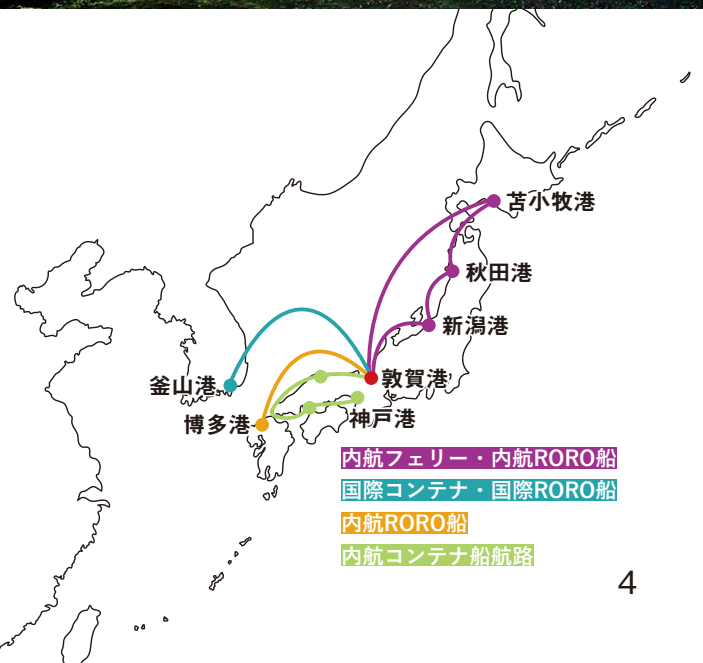 苫小牧港
秋田港
新潟港
敦賀港
釜山港
博多港
神戸港
内航フェリー・内航RORO船
国際コンテナ・国際RORO船
内航RORO船
内航コンテナ船航路
4